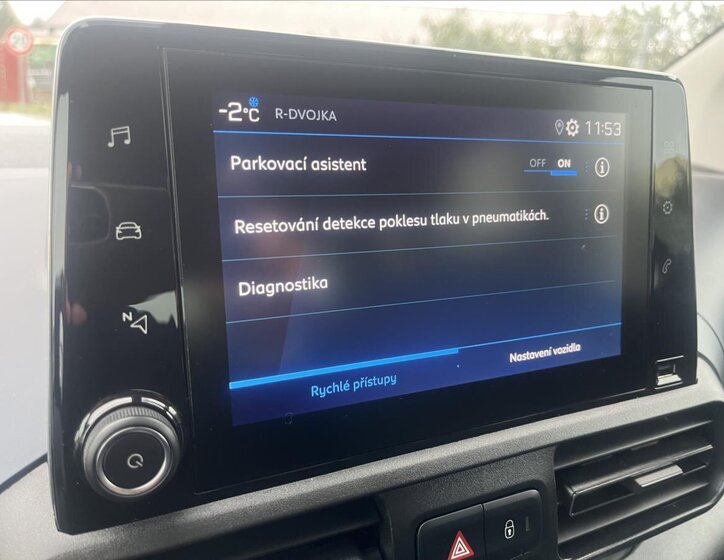 -2°C R-DVOJKA 11:53
Parkovací asistent OFF ON
Resetování detekce poklesu tlaku v pneumatikách.
Diagnostika
Rychlé přístupy Nastavení vozidla
N